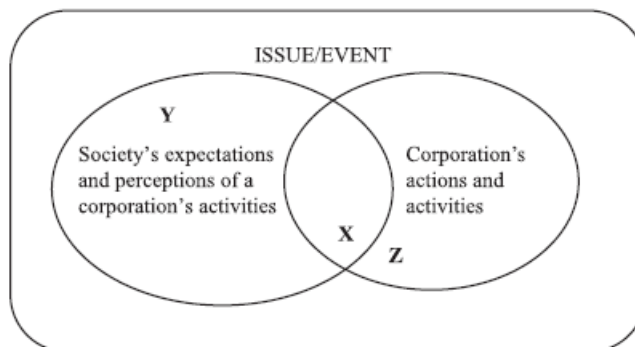 ISSUE/EVENT
Y
Society's expectations
and perceptions of a
corporation's activities
Corporation's
actions and
activities
X
Z